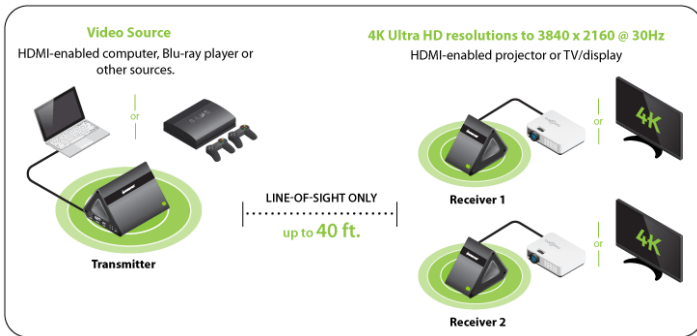 Video Source
HDMI-enabled computer, Blu-ray player or
other sources.
or
Transmitter
LINE-OF-SIGHT ONLY
up to 40 ft.
4K Ultra HD resolutions to 3840 x 2160 @ 30Hz
HDMI-enabled projector or TV/display
or
4K
Receiver 1
or
4K
Receiver 2